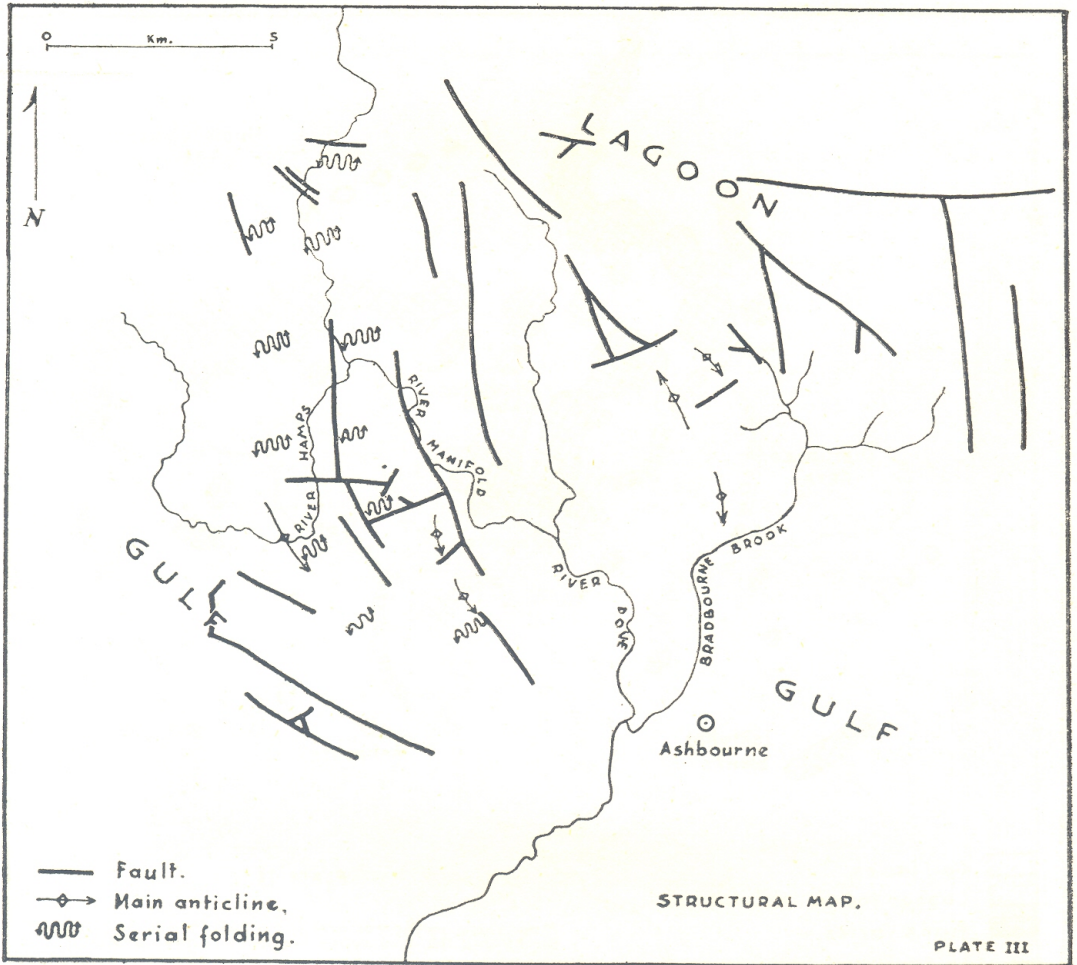 O Km. 5
N
LAGOON
RIVER MANIFOLD
RIVER HAMPS
GULF
RIVER DOVE
BRADBOURNE BROOK
GULF
Ashbourne
Fault.
Main anticline.
Serial folding.
STRUCTURAL MAP.
PLATE III